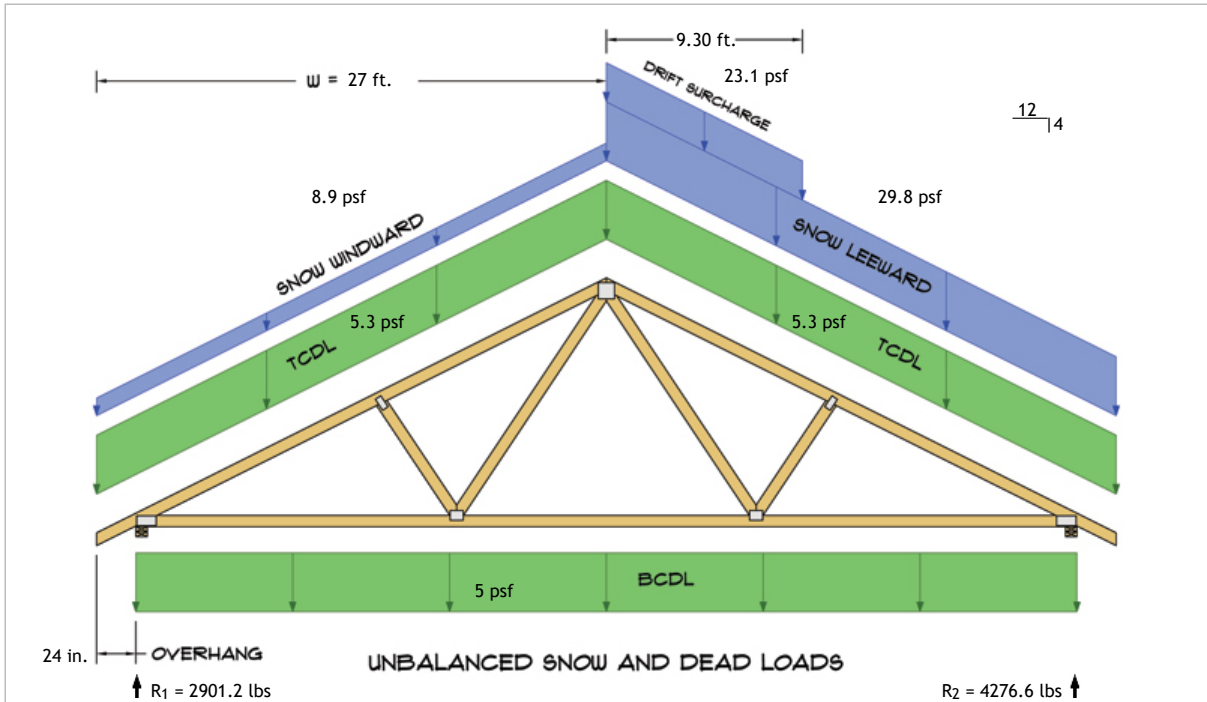 9.30 ft.
W = 27 ft.
DRIFT SURCHARGE
23.1 psf
12
4
8.9 psf
29.8 psf
SNOW WINDWARD
SNOW LEEWARD
5.3 psf
5.3 psf
TCDL
TCDL
5 psf
BCDL
24 in.
OVERHANG
UNBALANCED SNOW AND DEAD LOADS
R1 = 2901.2 lbs
R2 = 4276.6 lbs